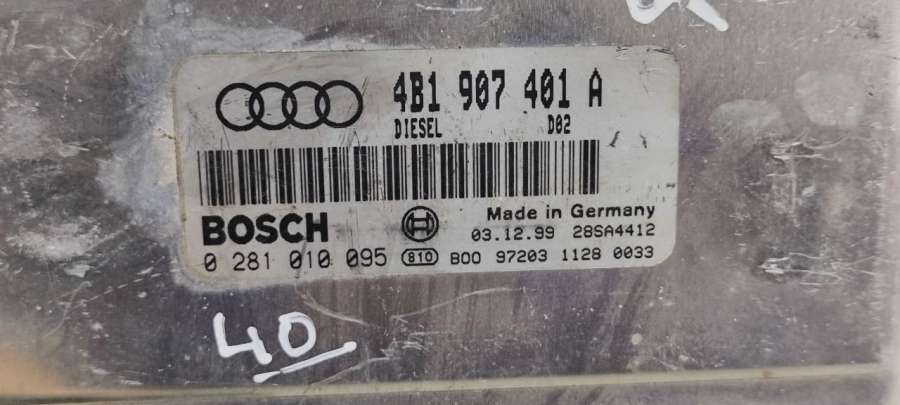 4B1 907 401 A
DIESEL D02
BOSCH
Made in Germany
03.12.99 28SA4412
0 281 010 095 810 B00 97203 1128 0033
40